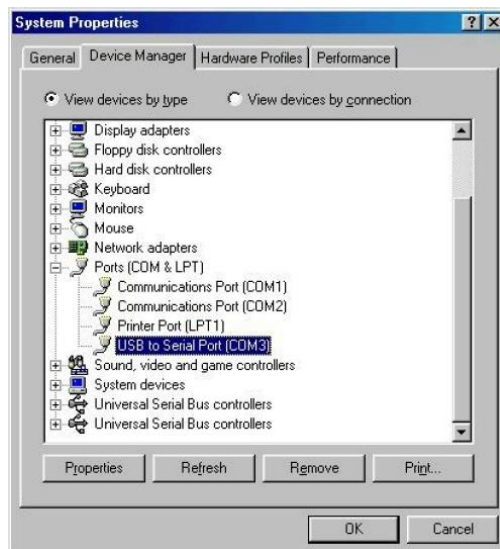 System Properties
General Device Manager Hardware Profiles Performance
View devices by type View devices by connection
Display adapters
Floppy disk controllers
Hard disk controllers
Keyboard
Monitors
Mouse
Network adapters
Ports (COM & LPT)
Communications Port (COM1)
Communications Port (COM2)
Printer Port (LPT1)
USB to Serial Port (COM3)
Sound, video and game controllers
System devices
Universal Serial Bus controllers
Universal Serial Bus controllers
Properties Refresh Remove Print...
OK Cancel